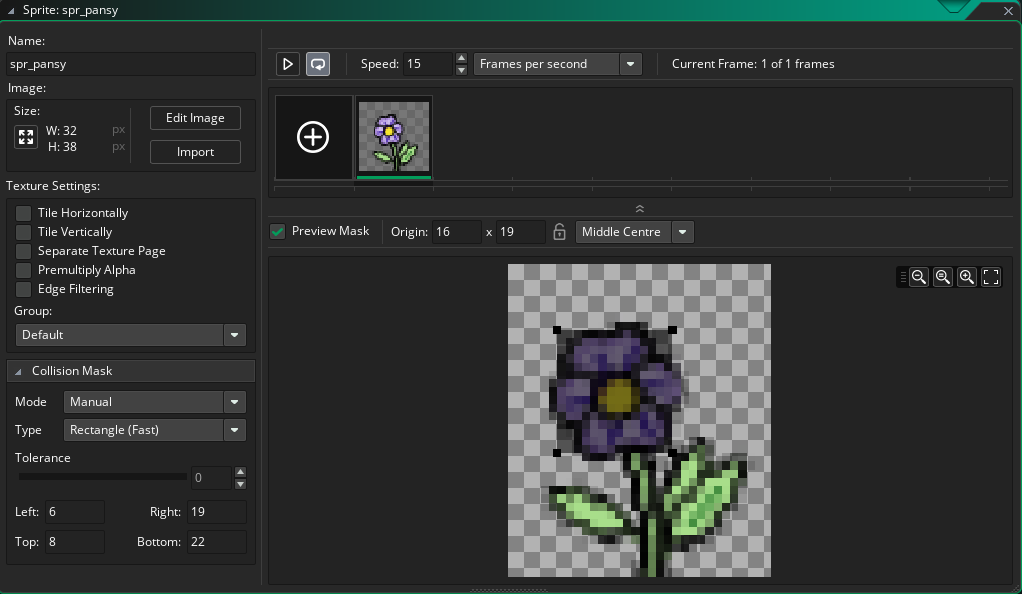 Sprite: spr_pansy
Name:
spr_pansy
Image:
Size:
W: 32 px
H: 38 px
Edit Image
Import
Texture Settings:
Tile Horizontally
Tile Vertically
Separate Texture Page
Premultiply Alpha
Edge Filtering
Group:
Default
Collision Mask
Mode Manual
Type Rectangle (Fast)
Tolerance
0
Left: 6 Right: 19
Top: 8 Bottom: 22
Speed: 15 Frames per second Current Frame: 1 of 1 frames
Preview Mask Origin: 16 x 19 Middle Centre